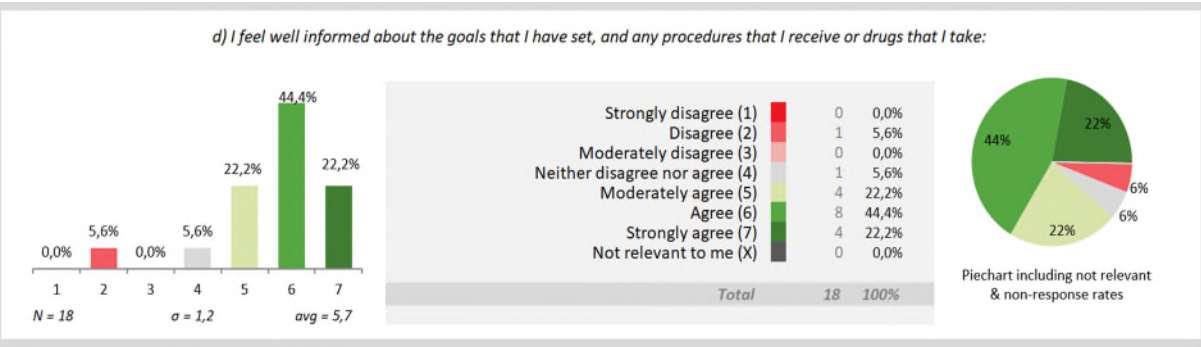 d) I feel well informed about the goals that I have set, and any procedures that I receive or drugs that I take:
0,0%
5,6%
0,0%
5,6%
22,2%
44,4%
22,2%
1 2 3 4 5 6 7
N = 18 σ = 1,2 avg = 5,7
Strongly disagree (1) 0 0,0%
Disagree (2) 1 5,6%
Moderately disagree (3) 0 0,0%
Neither disagree nor agree (4) 1 5,6%
Moderately agree (5) 4 22,2%
Agree (6) 8 44,4%
Strongly agree (7) 4 22,2%
Not relevant to me (X) 0 0,0%
Total 18 100%
44%
22%
6%
6%
22%
Piechart including not relevant
& non-response rates